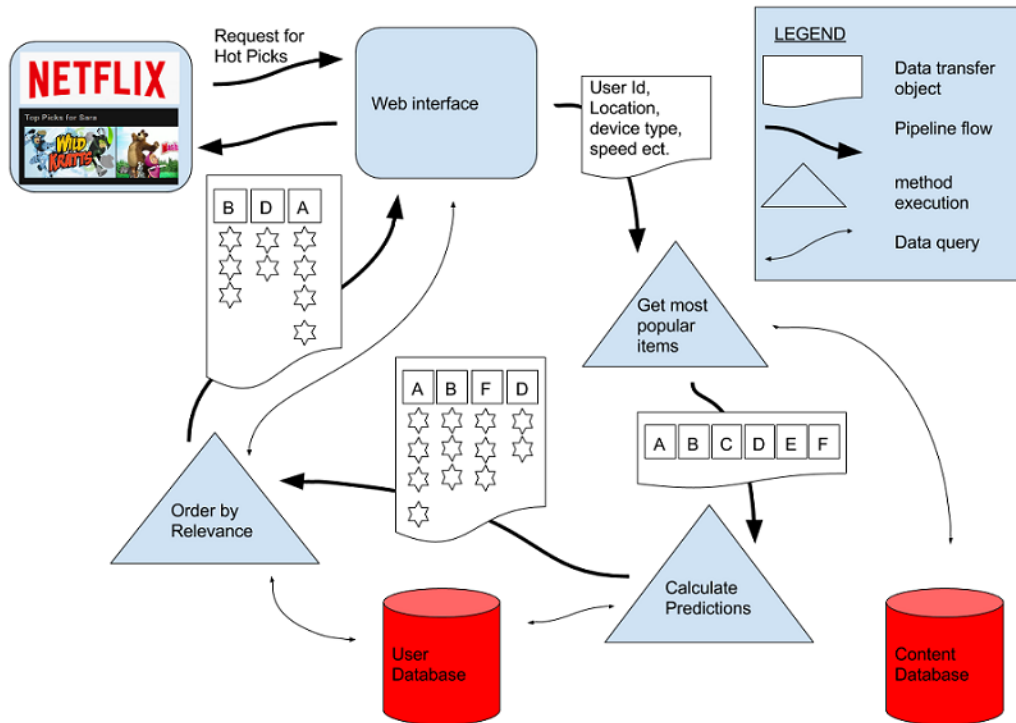 Request for
Hot Picks
NETFLIX
Top Picks for Sara
WILD
KRATTS
Web interface
User Id,
Location,
device type,
speed ect.
LEGEND
Data transfer
object
Pipeline flow
method
execution
Data query
B D A
Get most
popular
items
A B F D
A B C D E F
Order by
Relevance
Calculate
Predictions
User
Database
Content
Database